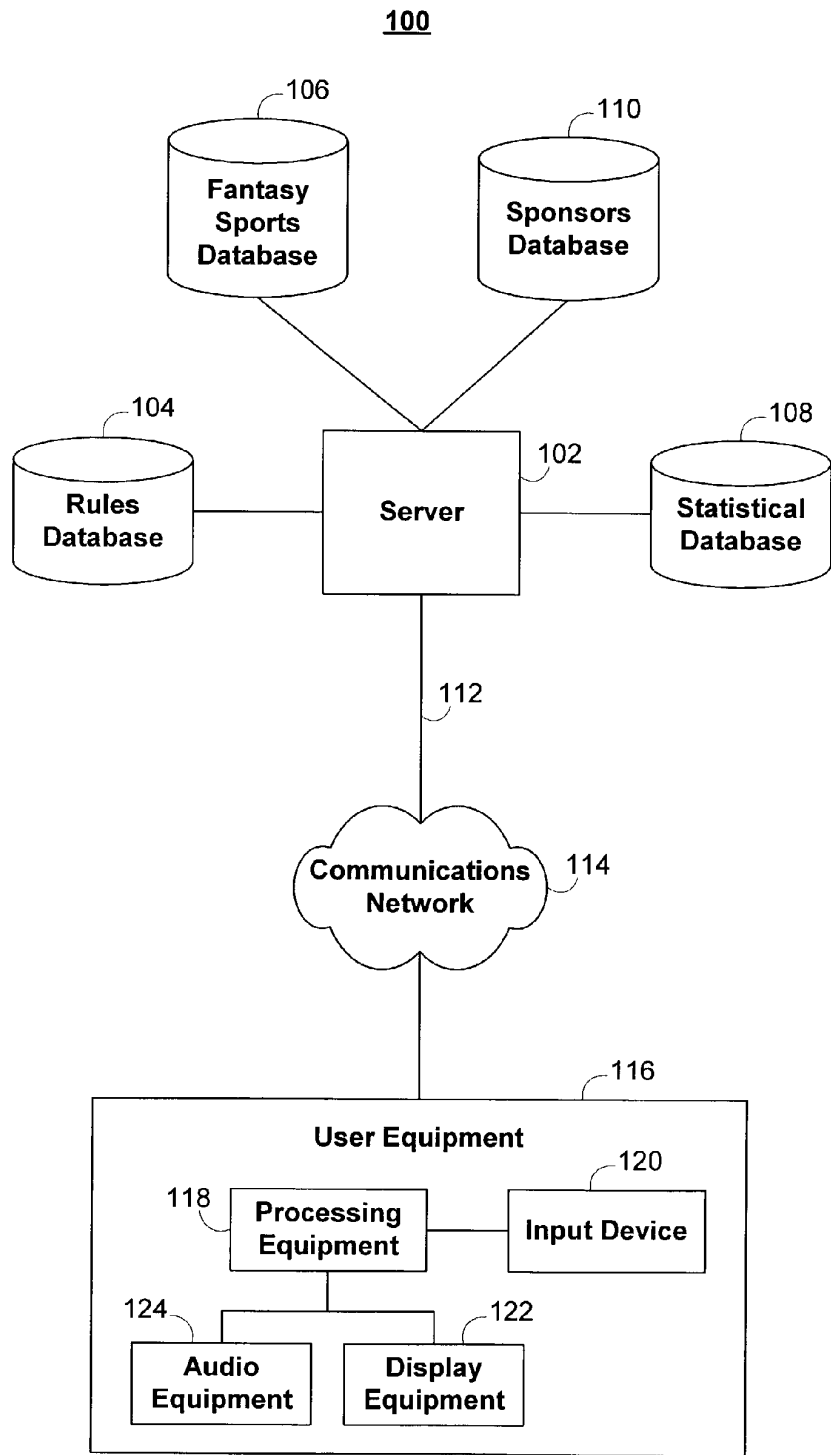 100
106
110
Fantasy
Sports
Database
Sponsors
Database
104
102
108
Rules
Database
Server
Statistical
Database
112
Communications
Network
114
116
User Equipment
118
Processing
Equipment
120
Input Device
124
Audio
Equipment
122
Display
Equipment